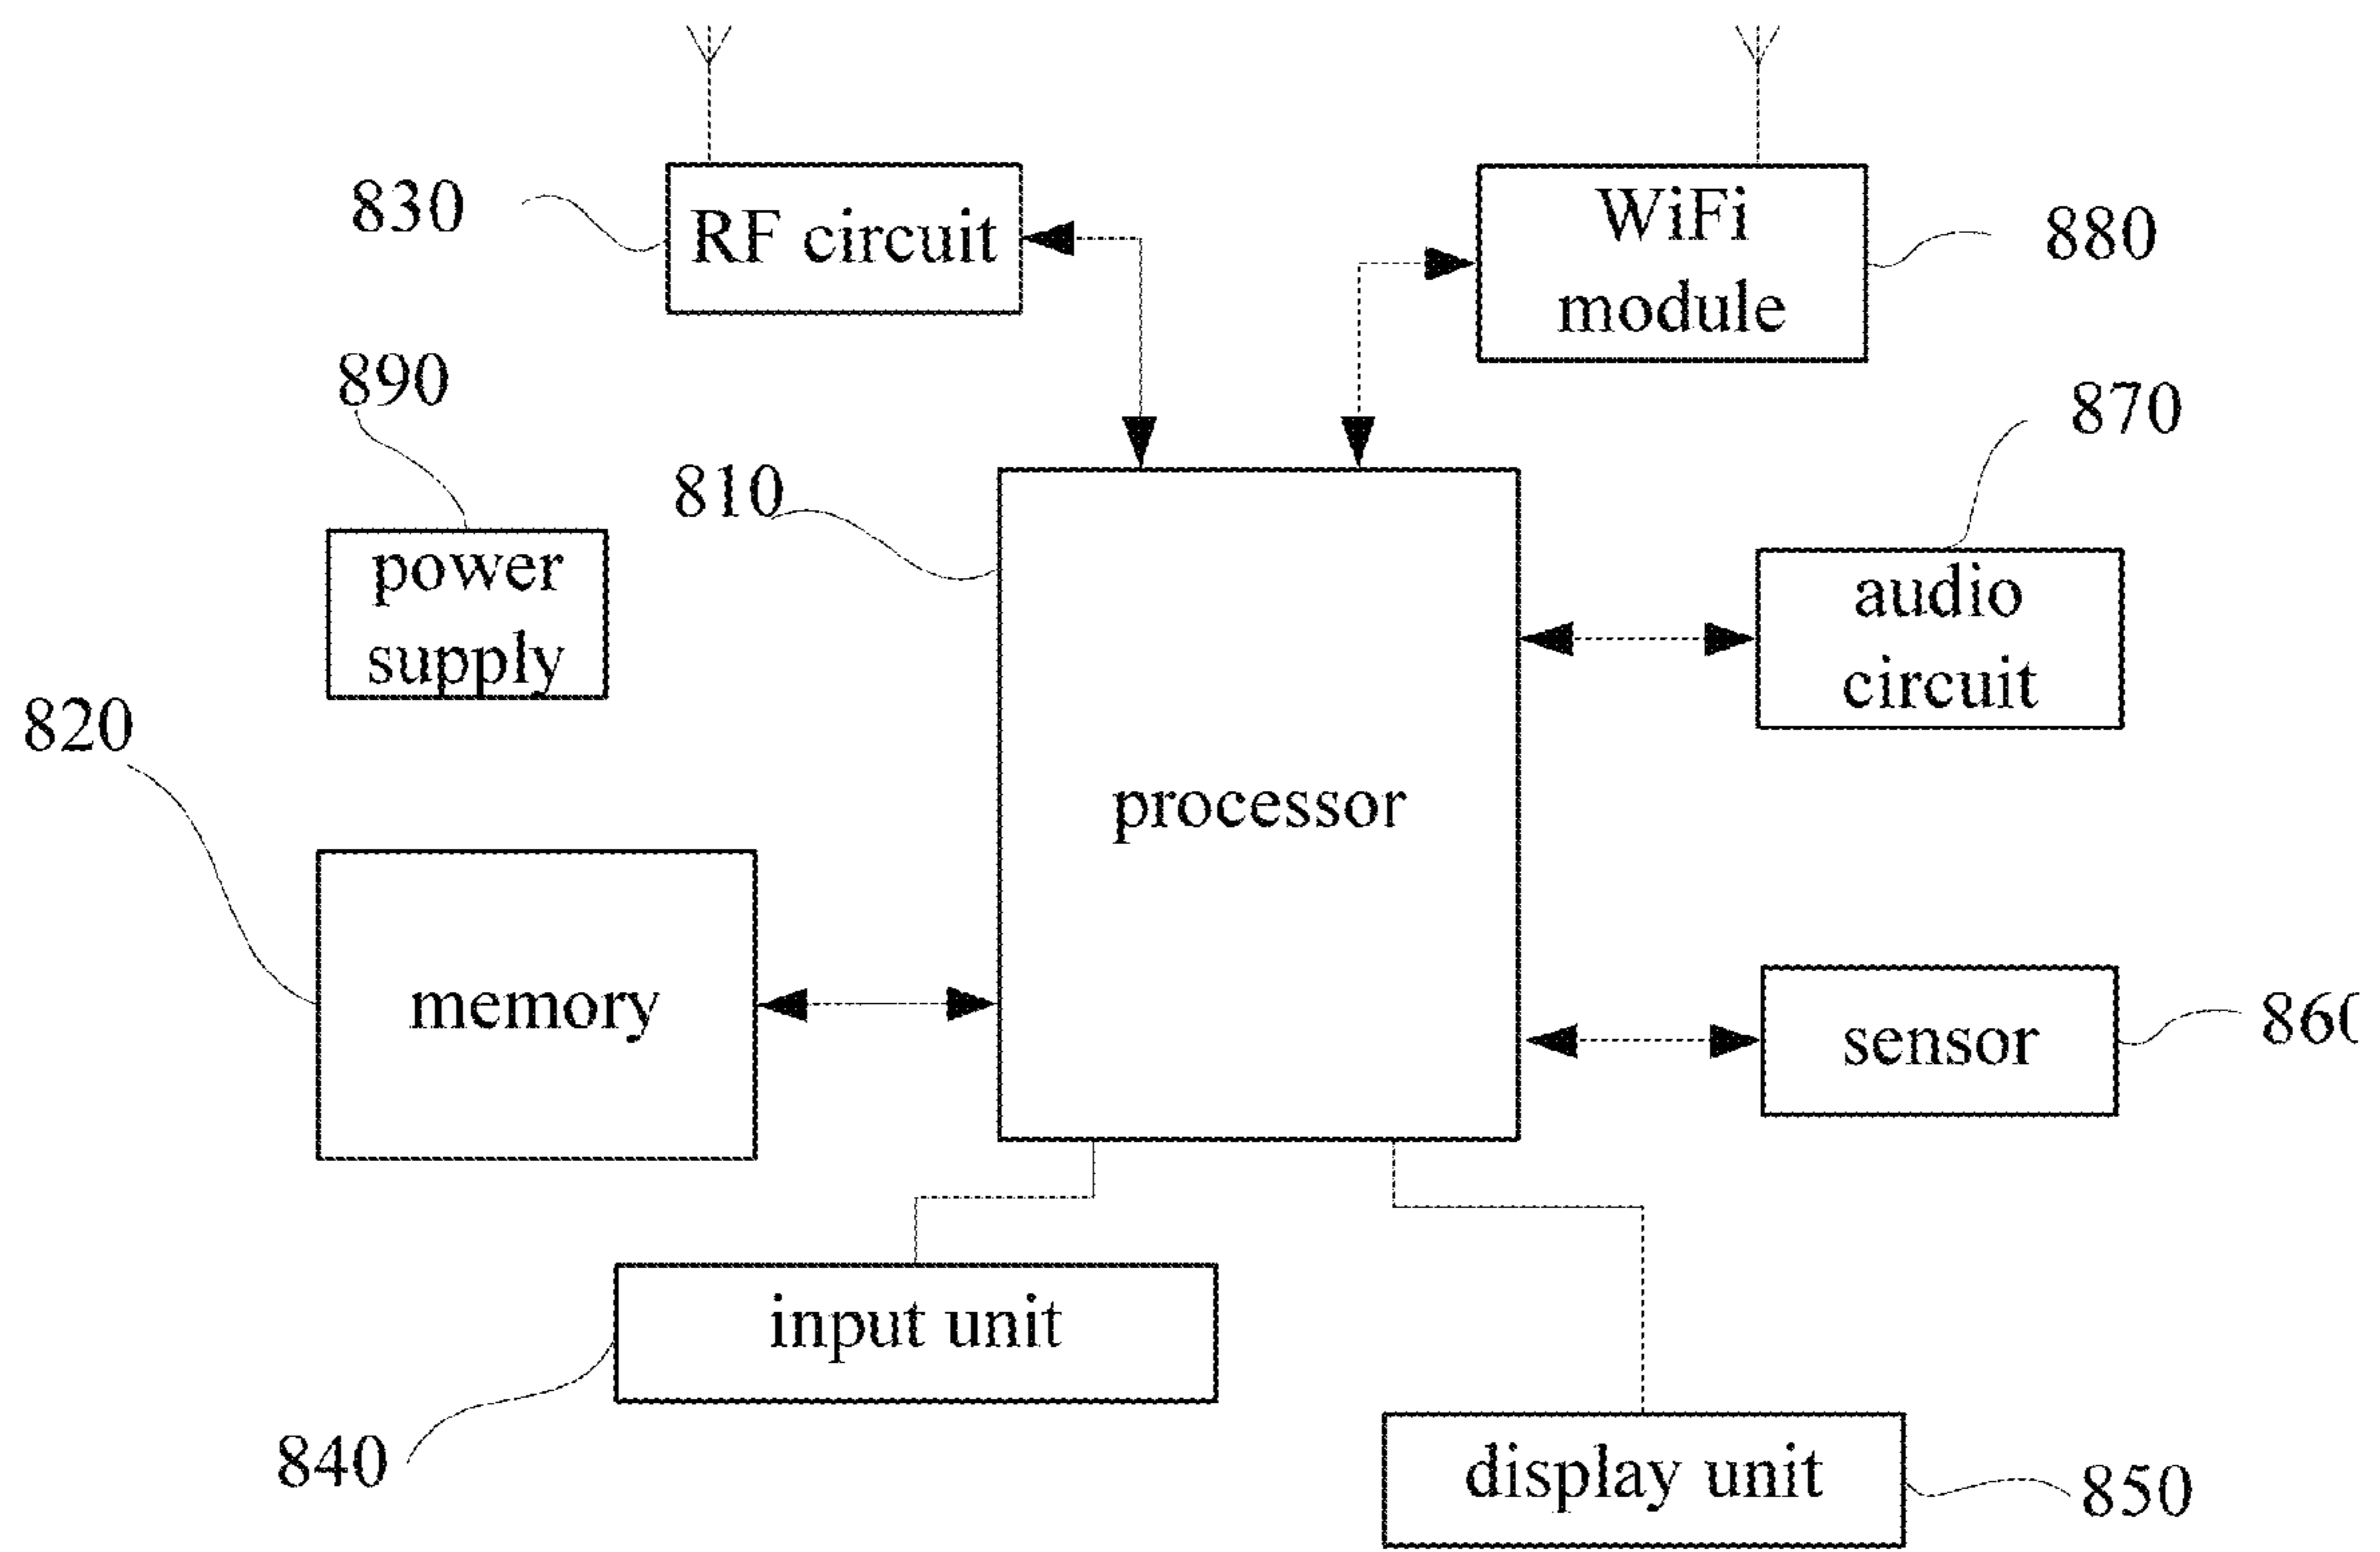 830
RF circuit
WiFi
module
880
890
870
810
power
supply
audio
circuit
820
processor
memory
sensor
860
input unit
840
display unit
850